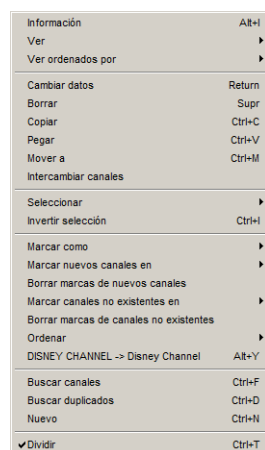 Información Alt+I
Ver
Ver ordenados por
Cambiar datos Return
Borrar Supr
Copiar Ctrl+C
Pegar Ctrl+V
Mover a Ctrl+M
Intercambiar canales
Seleccionar
Invertir selección Ctrl+I
Marcar como
Marcar nuevos canales en
Borrar marcas de nuevos canales
Marcar canales no existentes en
Borrar marcas de canales no existentes
Ordenar
DISNEY CHANNEL -> Disney Channel Alt+Y
Buscar canales Ctrl+F
Buscar duplicados Ctrl+D
Nuevo Ctrl+N
✔Dividir Ctrl+T